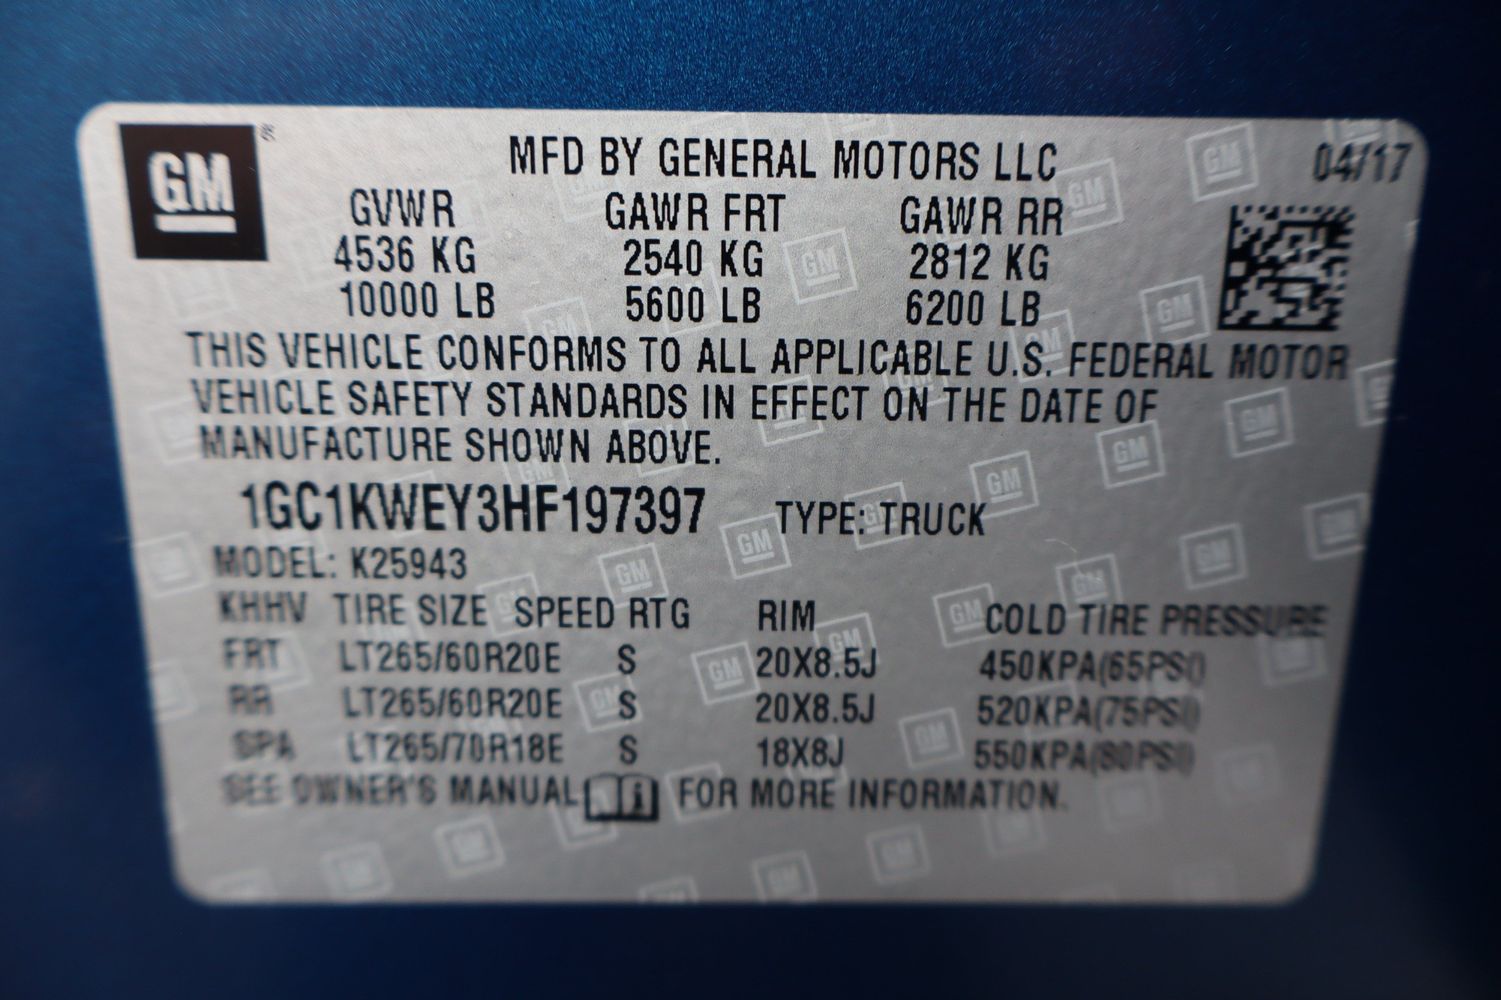 GM
MFD BY GENERAL MOTORS LLC 04/17
GVWR GAWR FRT GAWR RR
4536 KG 2540 KG 2812 KG
10000 LB 5600 LB 6200 LB
THIS VEHICLE CONFORMS TO ALL APPLICABLE U.S. FEDERAL MOTOR
VEHICLE SAFETY STANDARDS IN EFFECT ON THE DATE OF
MANUFACTURE SHOWN ABOVE.
1GC1KWEY3HF197397 TYPE: TRUCK
MODEL: K25943
KHHV TIRE SIZE SPEED RTG RIM COLD TIRE PRESSURE
FRT LT265/60R20E S 20X8.5J 450KPA(65PSI)
RR LT265/60R20E S 20X8.5J 520KPA(75PSI)
SPA LT265/70R18E S 18X8J 550KPA(80PSI)
SEE OWNER'S MANUAL FOR MORE INFORMATION.